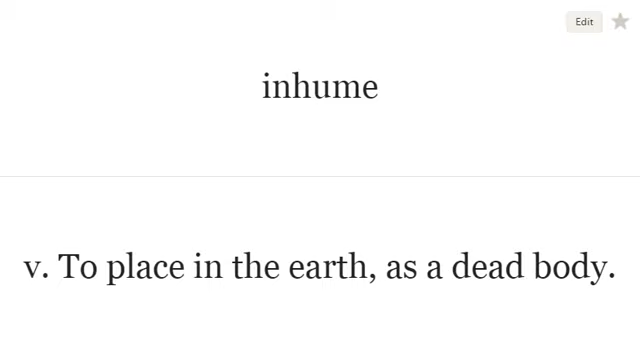 Edit
inhume
v. To place in the earth, as a dead body.